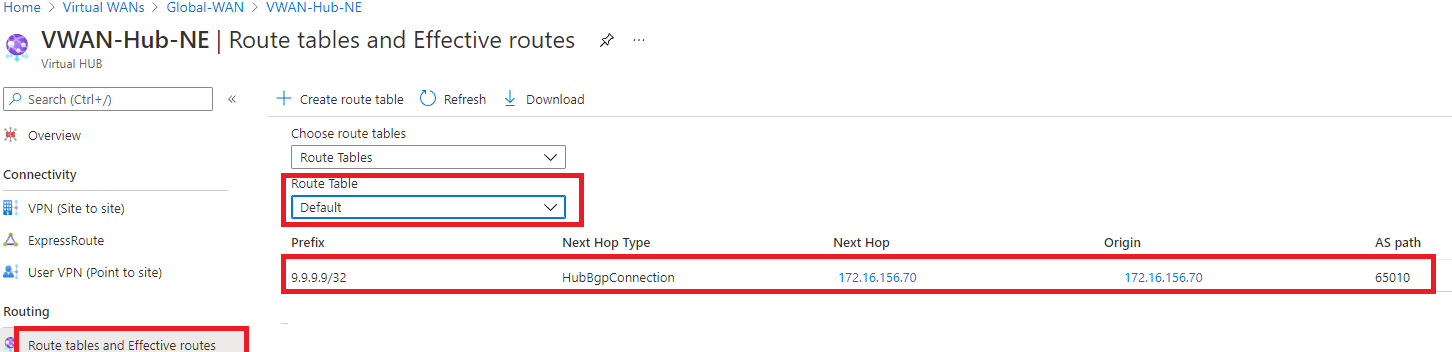 Home > Virtual WANs > Global-WAN > VWAN-Hub-NE
VWAN-Hub-NE | Route tables and Effective routes
Virtual HUB
Search (Ctrl+/)
«
+ Create route table Refresh Download
Overview
Choose route tables
Route Tables
Route Table
Default
Connectivity
VPN (Site to site)
ExpressRoute
User VPN (Point to site)
Routing
Route tables and Effective routes
Prefix Next Hop Type Next Hop Origin AS path
9.9.9.9/32 HubBgpConnection 172.16.156.70 172.16.156.70 65010